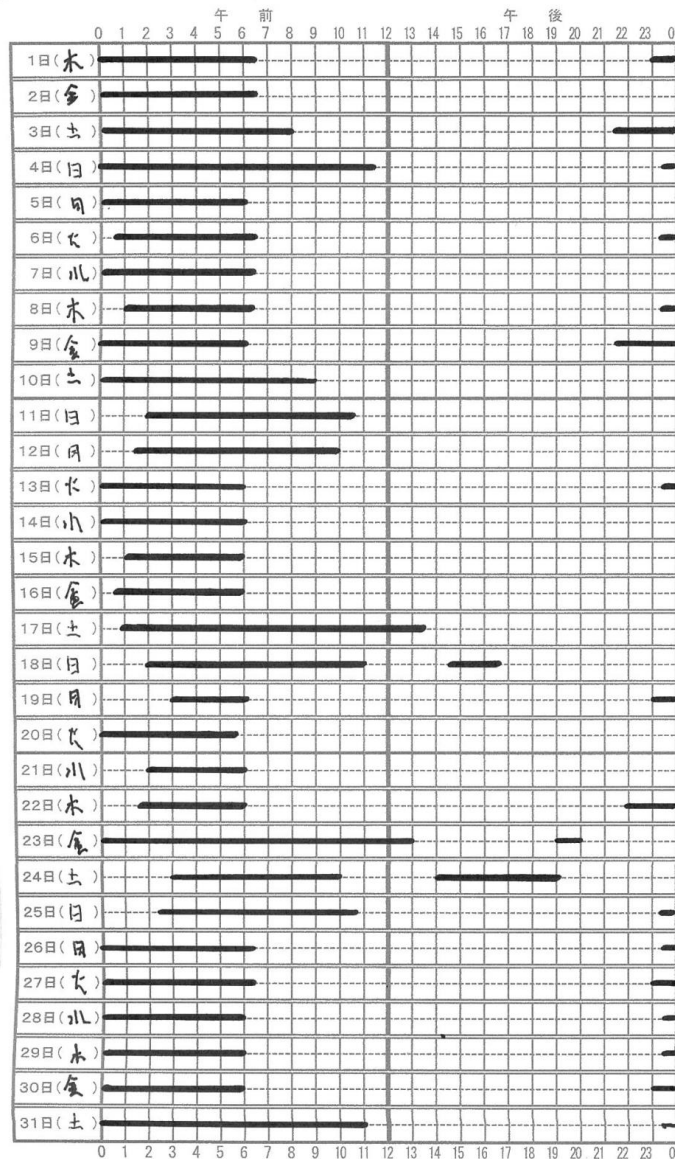 午 前 午 後
0 1 2 3 4 5 6 7 8 9 10 11 12 13 14 15 16 17 18 19 20 21 22 23 0
1日(木)
2日(金)
3日(土)
4日(日)
5日(月)
6日(火)
7日(水)
8日(木)
9日(金)
10日(土)
11日(日)
12日(月)
13日(火)
14日(水)
15日(木)
16日(金)
17日(土)
18日(日)
19日(月)
20日(火)
21日(水)
22日(木)
23日(金)
24日(土)
25日(日)
26日(月)
27日(火)
28日(水)
29日(木)
30日(金)
31日(土)
0 1 2 3 4 5 6 7 8 9 10 11 12 13 14 15 16 17 18 19 20 21 22 23 0